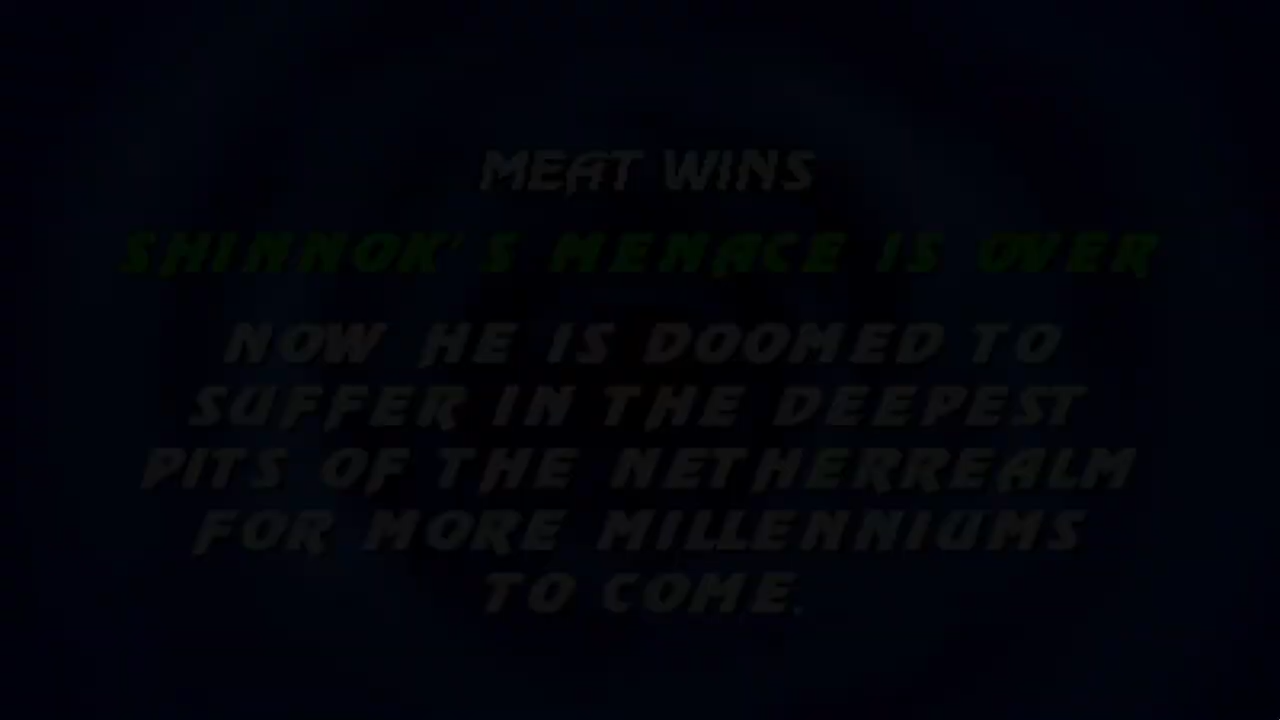 MEAT WINS
SHINNOK'S MENACE IS OVER
NOW HE IS DOOMED TO
SUFFER IN THE DEEPEST
PITS OF THE NETHERREALM
FOR MORE MILLENNIUMS
TO COME.